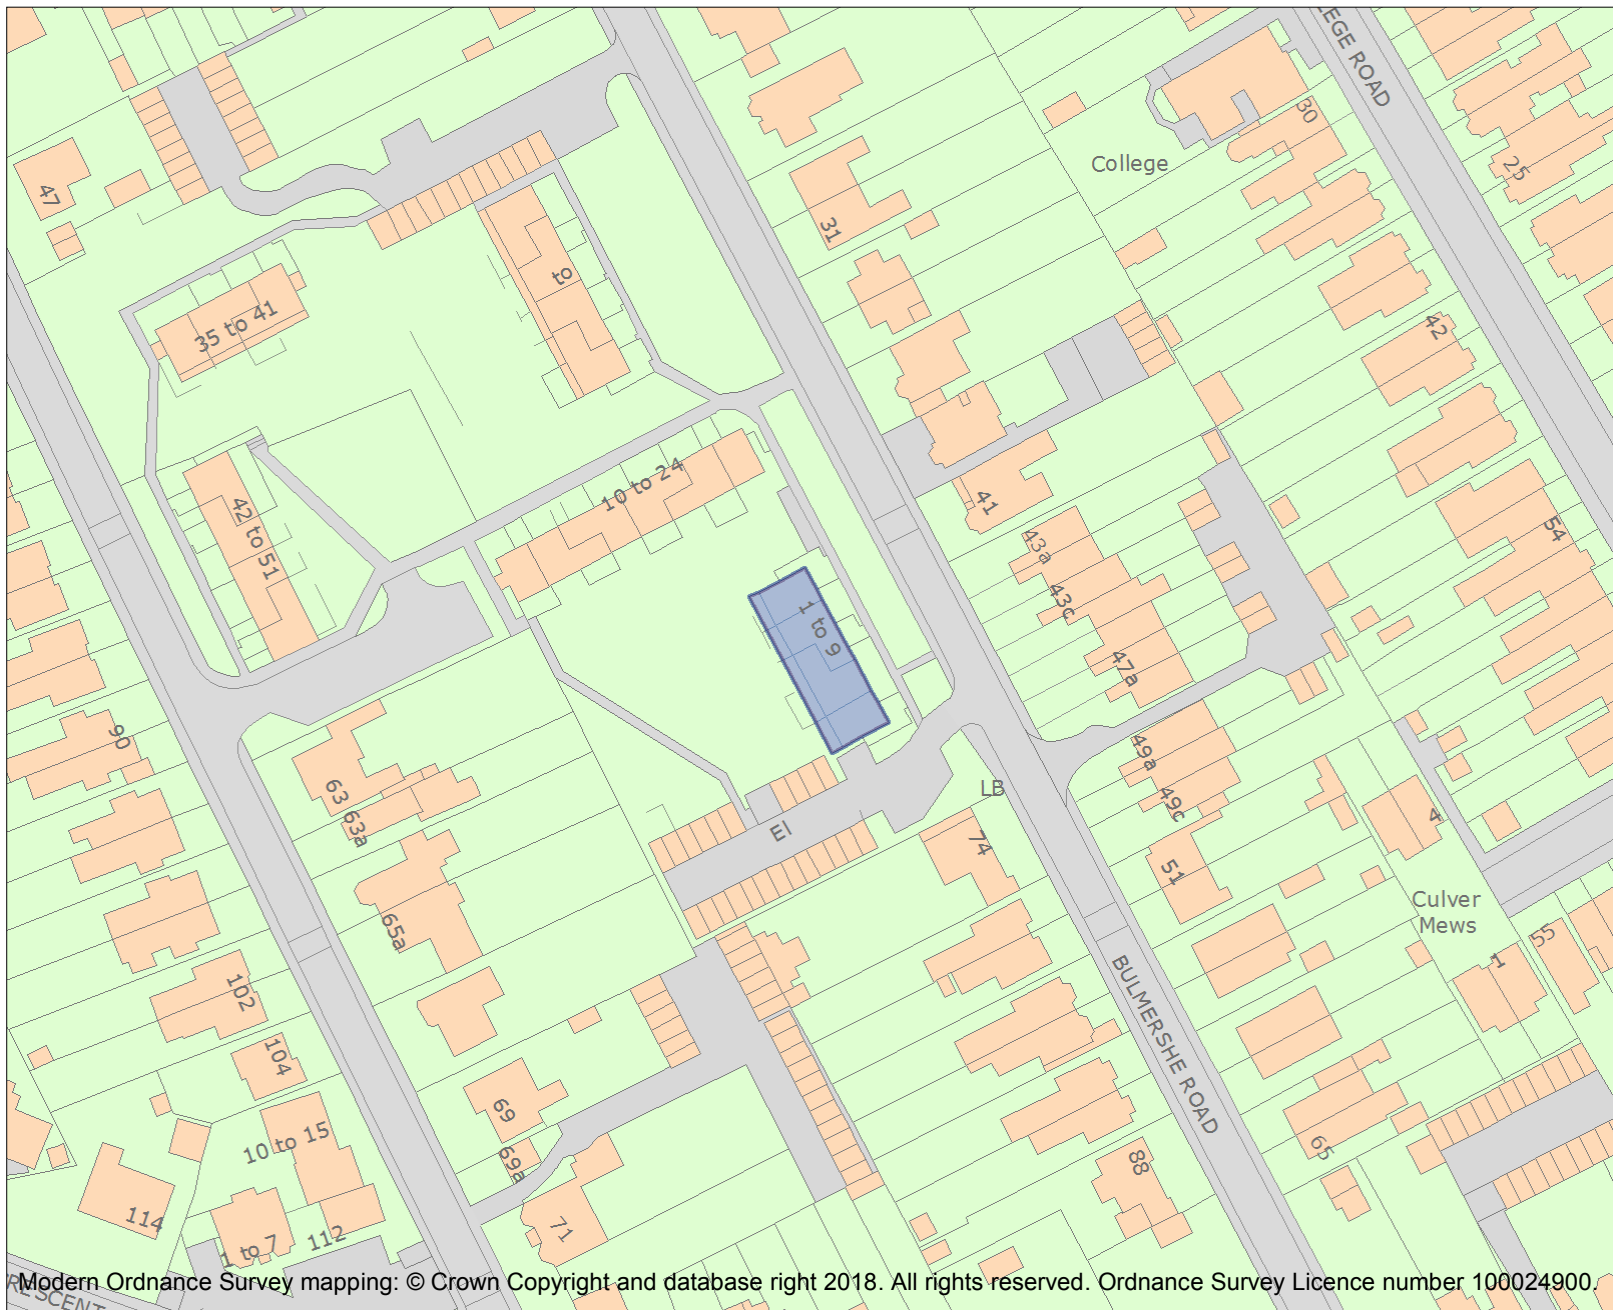 LEGE ROAD
30
25
College
47
31
to
35 to 41
42
10 to 24
41
42 to 51
43a
54
43c
1 to 9
47a
90
49a
63
LB
49c
63a
El
74
4
51
Culver
Mews
65a
55
1
102
BULMERSHE ROAD
104
69
10 to 15
65
69a
88
114
71
112
1 to 7
RESCENT
Modern Ordnance Survey mapping: © Crown Copyright and database right 2018. All rights reserved. Ordnance Survey Licence number 100024900.